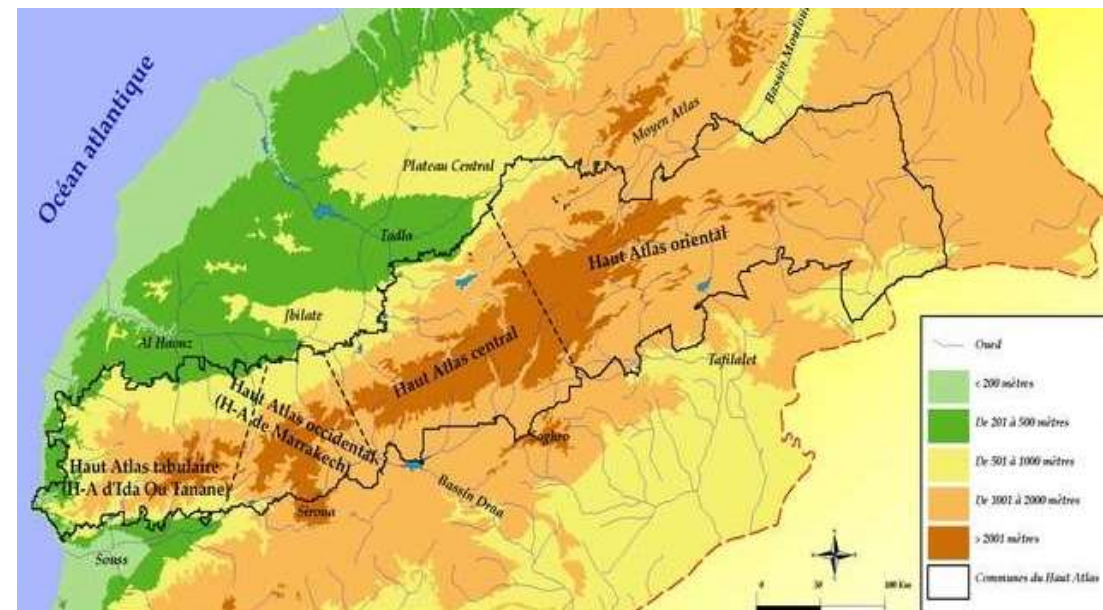 Océan atlantique
Bassin Moulouya
Moyen Atlas
Plateau Central
Tadla
Haut Atlas oriental
Jbilate
Al Haouz
Haut Atlas central
Tafilalet
Haut Atlas occidental
(H-A de Marrakech)
Saghro
Haut Atlas tabulaire
(H-A d'Ida Ou Tanane)
Bassin Draa
Siroua
Souss
Oued
< 200 mètres
De 201 à 500 mètres
De 501 à 1000 mètres
De 1001 à 2000 mètres
> 2001 mètres
Communes du Haut Atlas
0 50 100 Km